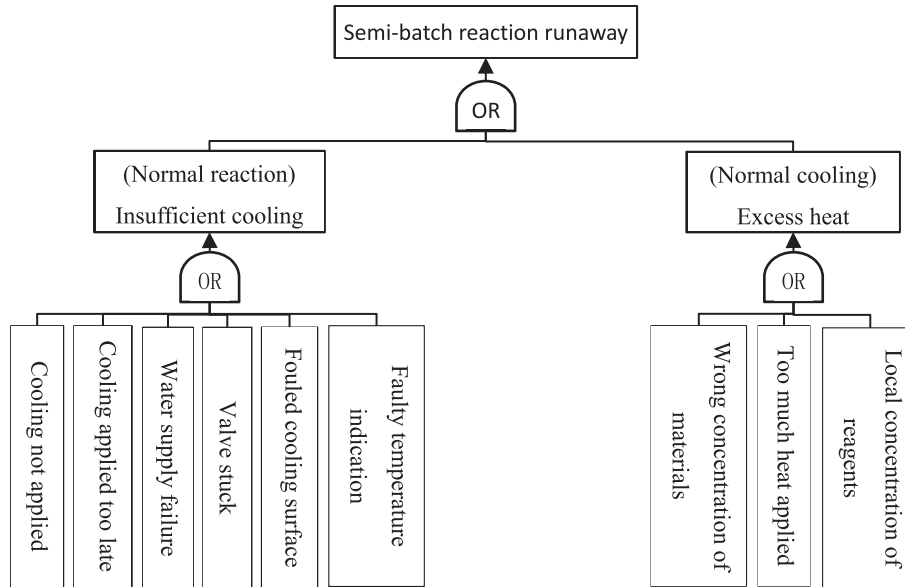 Semi-batch reaction runaway
OR
(Normal reaction)
Insufficient cooling
(Normal cooling)
Excess heat
OR
OR
Cooling not applied
Cooling applied too late
Water supply failure
Valve stuck
Fouled cooling surface
Faulty temperature
indication
Wrong concentration of
materials
Too much heat applied
Local concentration of
reagents